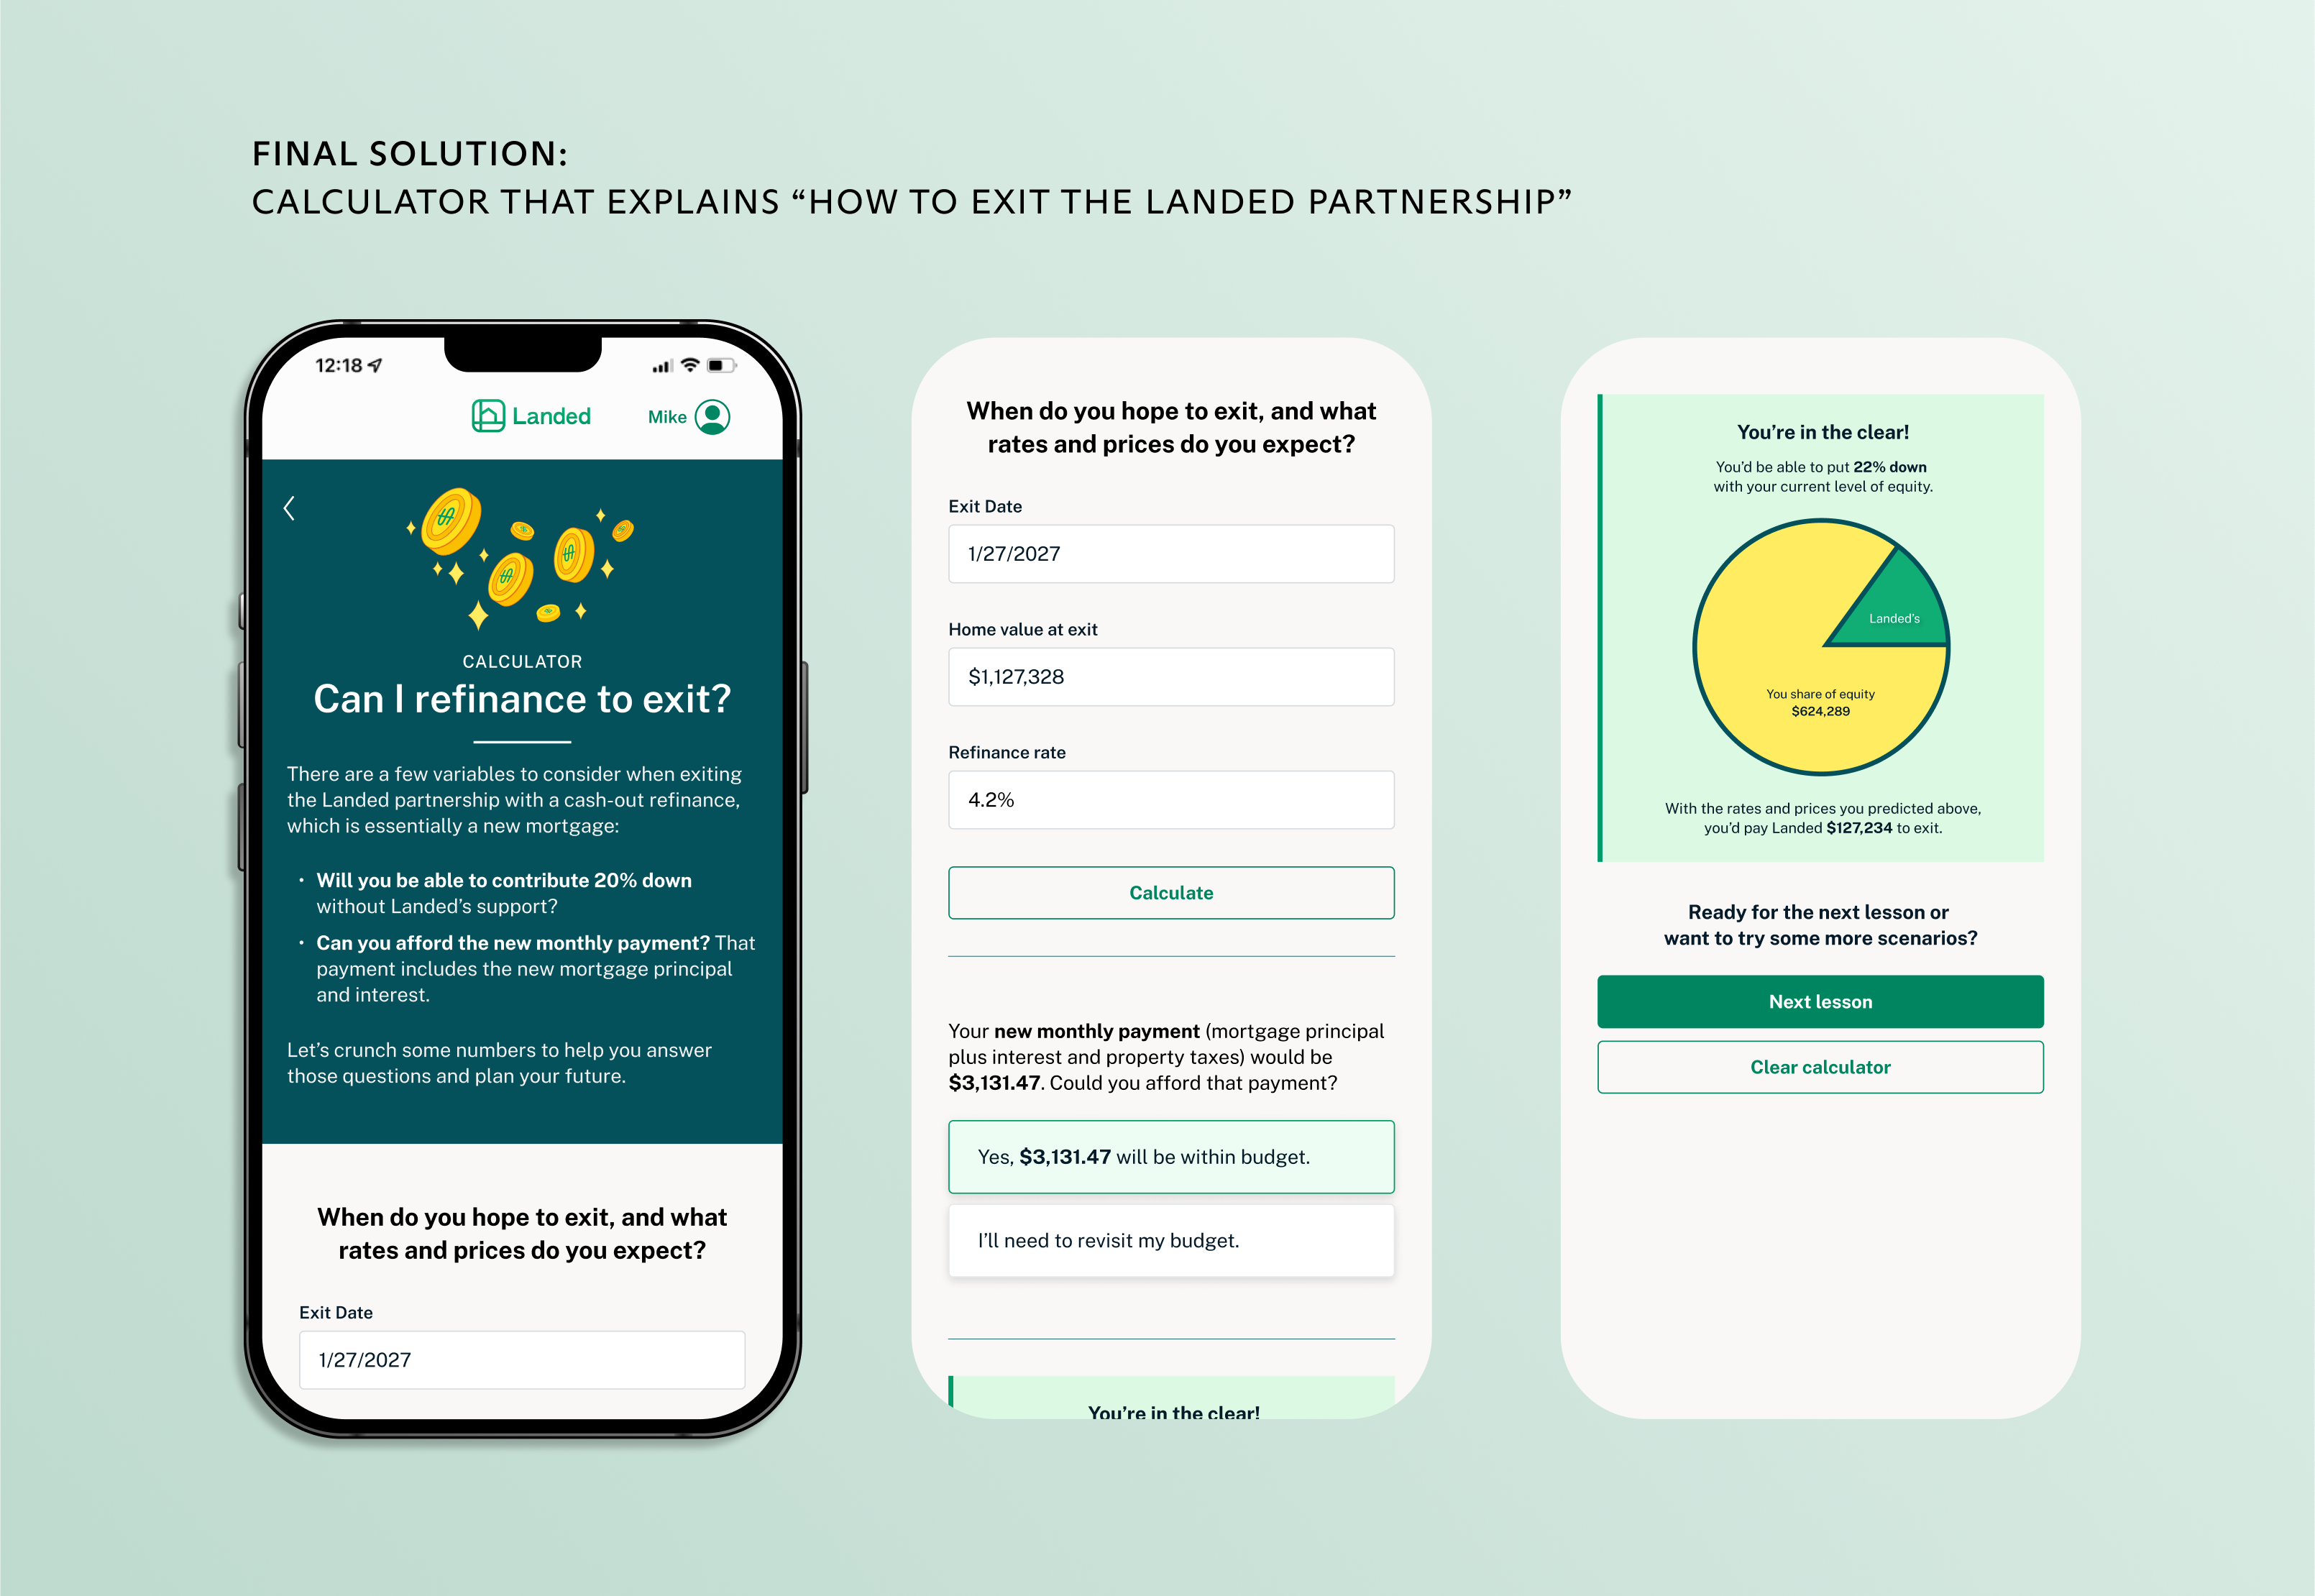 FINAL SOLUTION:
CALCULATOR THAT EXPLAINS “HOW TO EXIT THE LANDED PARTNERSHIP”
12:18
Landed
Mike
CALCULATOR
Can I refinance to exit?
There are a few variables to consider when exiting
the Landed partnership with a cash-out refinance,
which is essentially a new mortgage:
• Will you be able to contribute 20% down
without Landed’s support?
• Can you afford the new monthly payment? That
payment includes the new mortgage principal
and interest.
Let’s crunch some numbers to help you answer
those questions and plan your future.
When do you hope to exit, and what
rates and prices do you expect?
Exit Date
1/27/2027
When do you hope to exit, and what
rates and prices do you expect?
Exit Date
1/27/2027
Home value at exit
$1,127,328
Refinance rate
4.2%
Calculate
Your new monthly payment (mortgage principal
plus interest and property taxes) would be
$3,131.47. Could you afford that payment?
Yes, $3,131.47 will be within budget.
I’ll need to revisit my budget.
You’re in the clear!
You’re in the clear!
You’d be able to put 22% down
with your current level of equity.
Landed’s
You share of equity
$624,289
With the rates and prices you predicted above,
you’d pay Landed $127,234 to exit.
Ready for the next lesson or
want to try some more scenarios?
Next lesson
Clear calculator